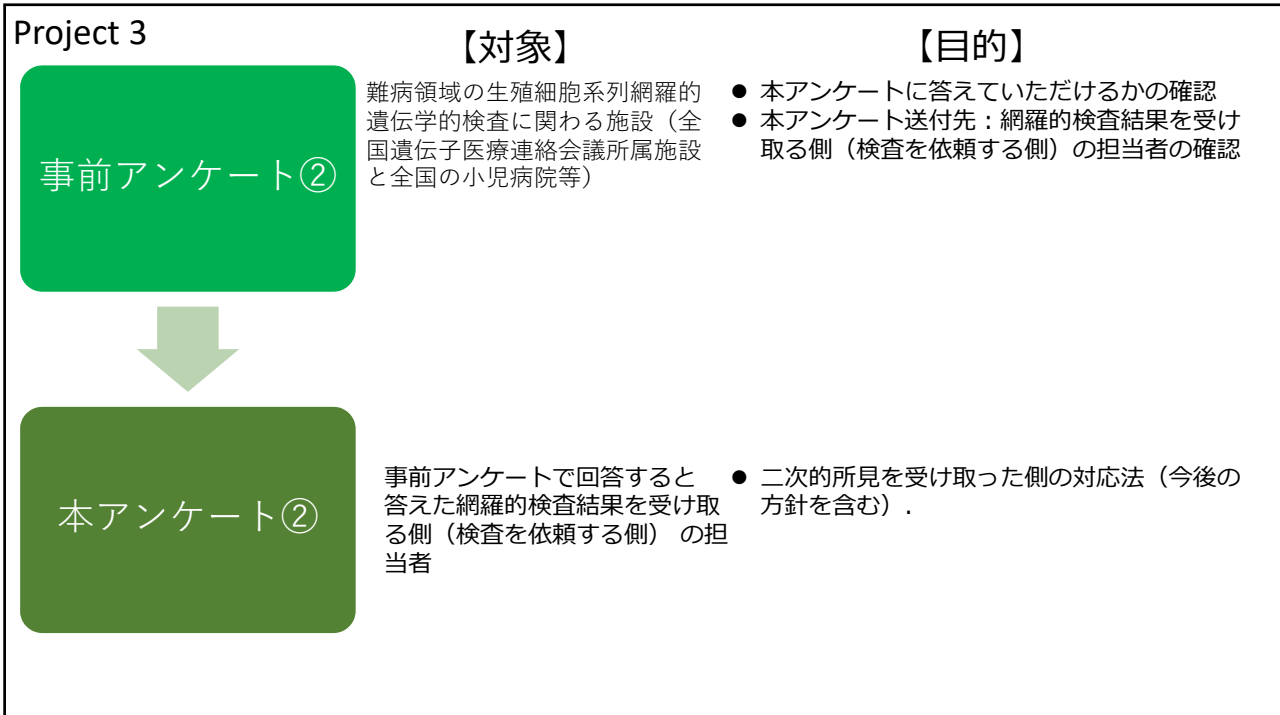 Project 3
【対象】
【目的】
事前アンケート②
難病領域の生殖細胞系列網羅的
遺伝学的検査に関わる施設（全
国遺伝子医療連絡会議所属施設
と全国の小児病院等）
● 本アンケートに答えていただけるかの確認
● 本アンケート送付先：網羅的検査結果を受け
取る側（検査を依頼する側）の担当者の確認
本アンケート②
事前アンケートで回答すると
答えた網羅的検査結果を受け取
る側（検査を依頼する側） の担
当者
● 二次的所見を受け取った側の対応法（今後の
方針を含む）.